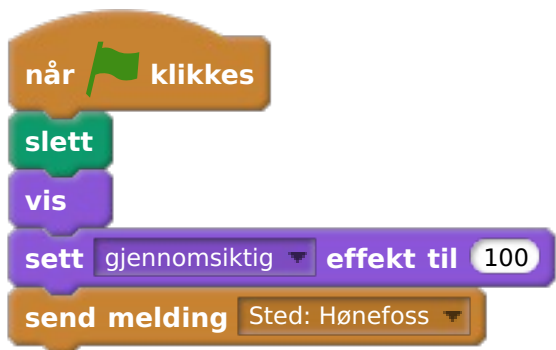 når klikkes
slett
vis
sett gjennomsiktig effekt til 100
send melding Sted: Hønefoss